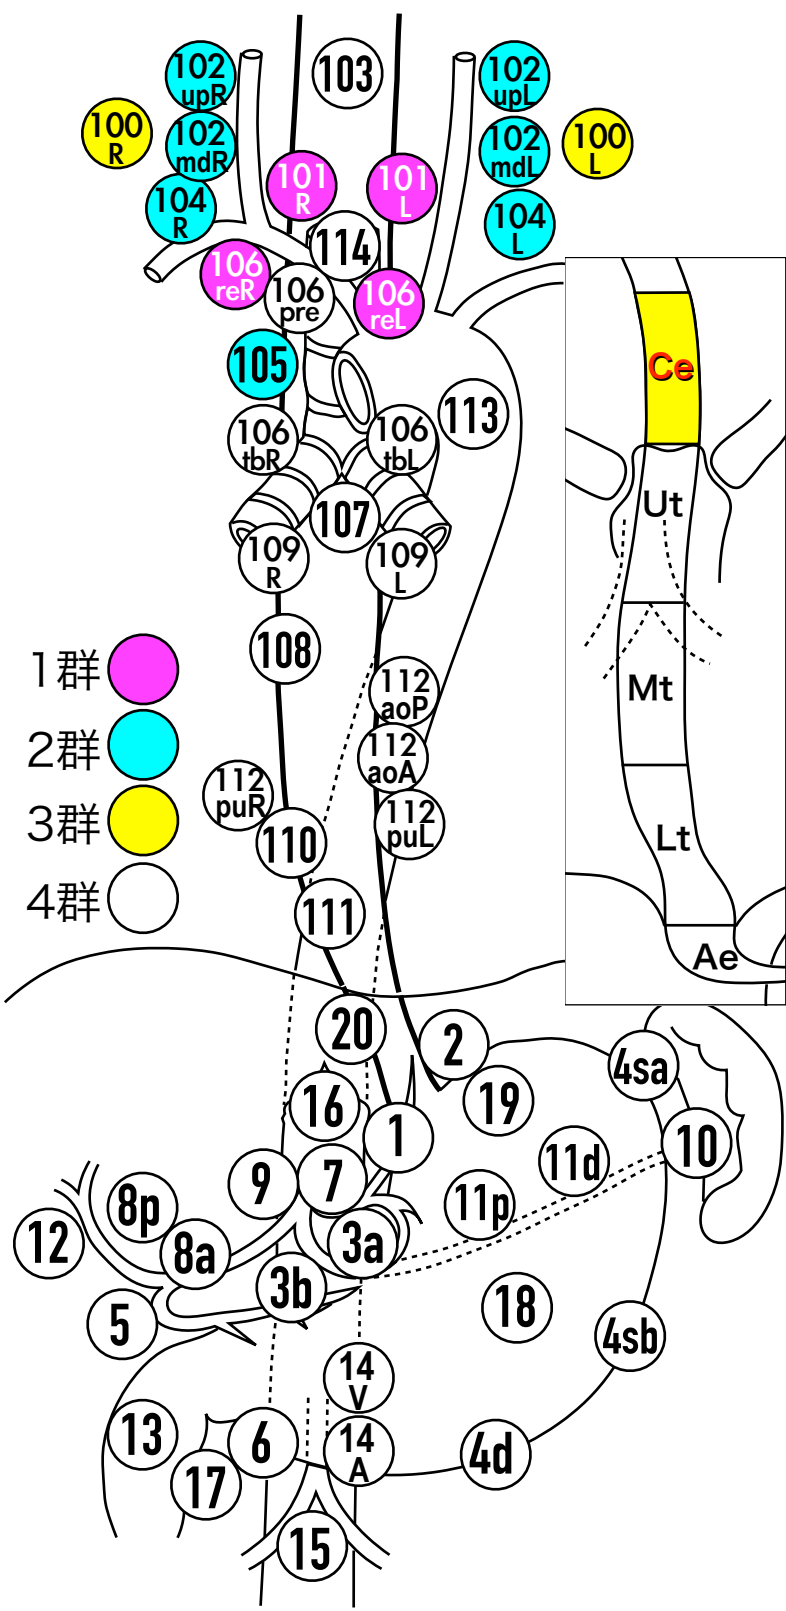 103
102
upR
102
upL
100
R
102
mdR
102
mdL
100
L
101
R
101
L
104
R
104
L
114
106
reR
106
pre
106
reL
105
Ce
113
106
tbR
106
tbL
Ut
107
109
R
109
L
108
1群
112
aoP
Mt
2群
112
aoA
112
puR
3群
112
puL
110
Lt
4群
111
Ae
20
2
4sa
16
19
1
10
11d
9
7
8p
11p
12
8a
3a
3b
18
5
4sb
14
V
13
6
14
A
4d
17
15